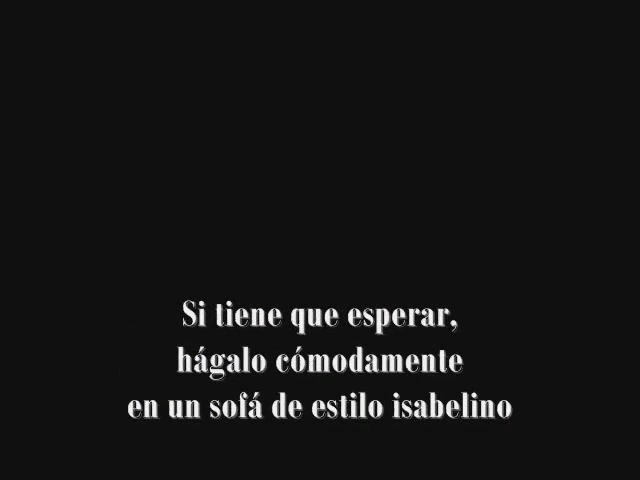 Si tiene que esperar,
hágalo cómodamente
en un sofá de estilo isabelino